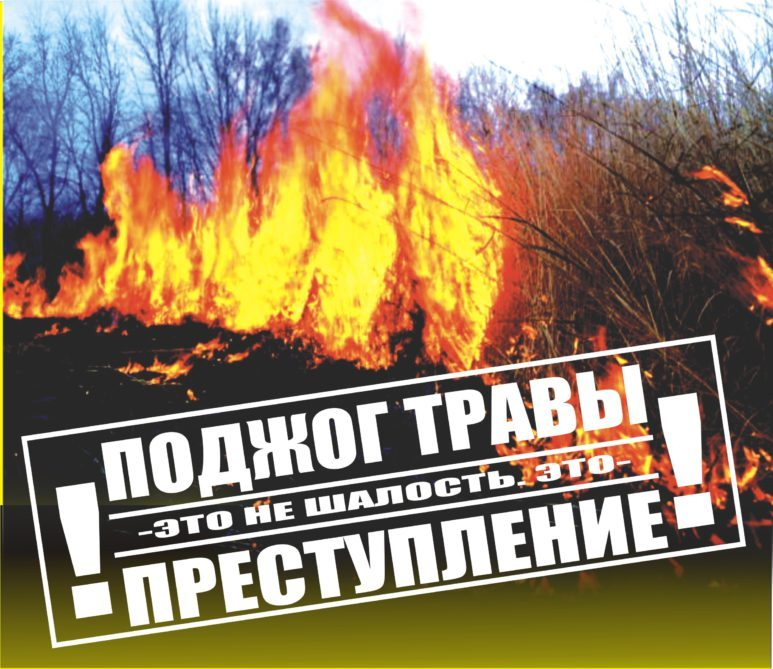 ! ПОДЖОГ ТРАВЫ !
-ЭТО НЕ ШАЛОСТЬ. ЭТО-
ПРЕСТУПЛЕНИЕ